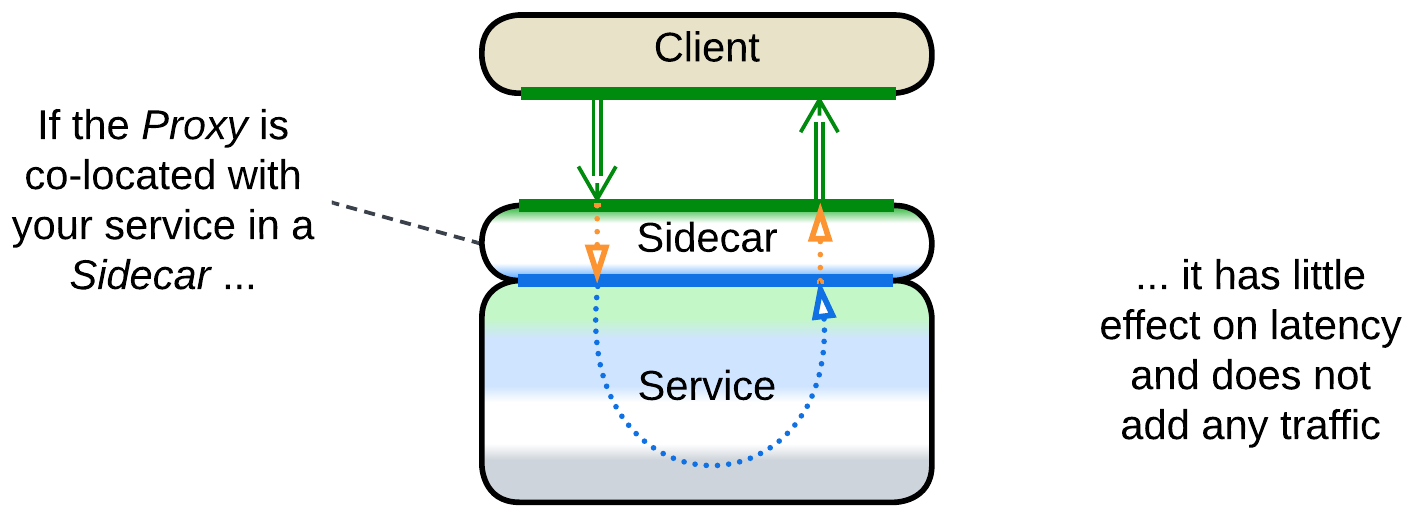 Client
If the Proxy is
co-located with
your service in a
Sidecar ...
Sidecar
Service
... it has little
effect on latency
and does not
add any traffic